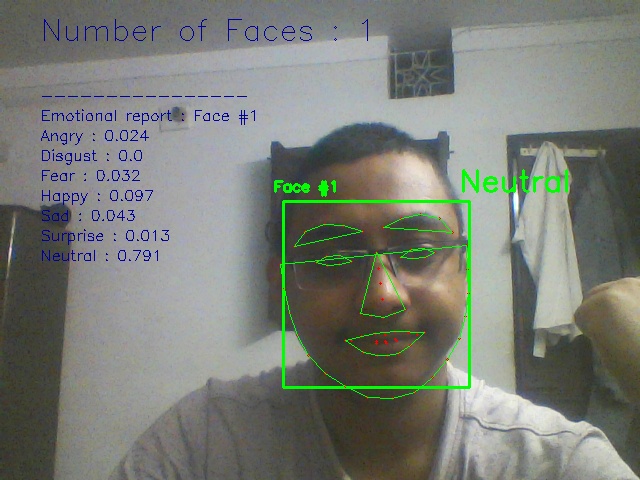 Number of Faces : 1
-----------------
Emotional report : Face #1
Angry : 0.024
Disgust : 0.0
Fear : 0.032
Happy : 0.097
Sad : 0.043
Surprise : 0.013
Neutral : 0.791
Face #1
Neutral